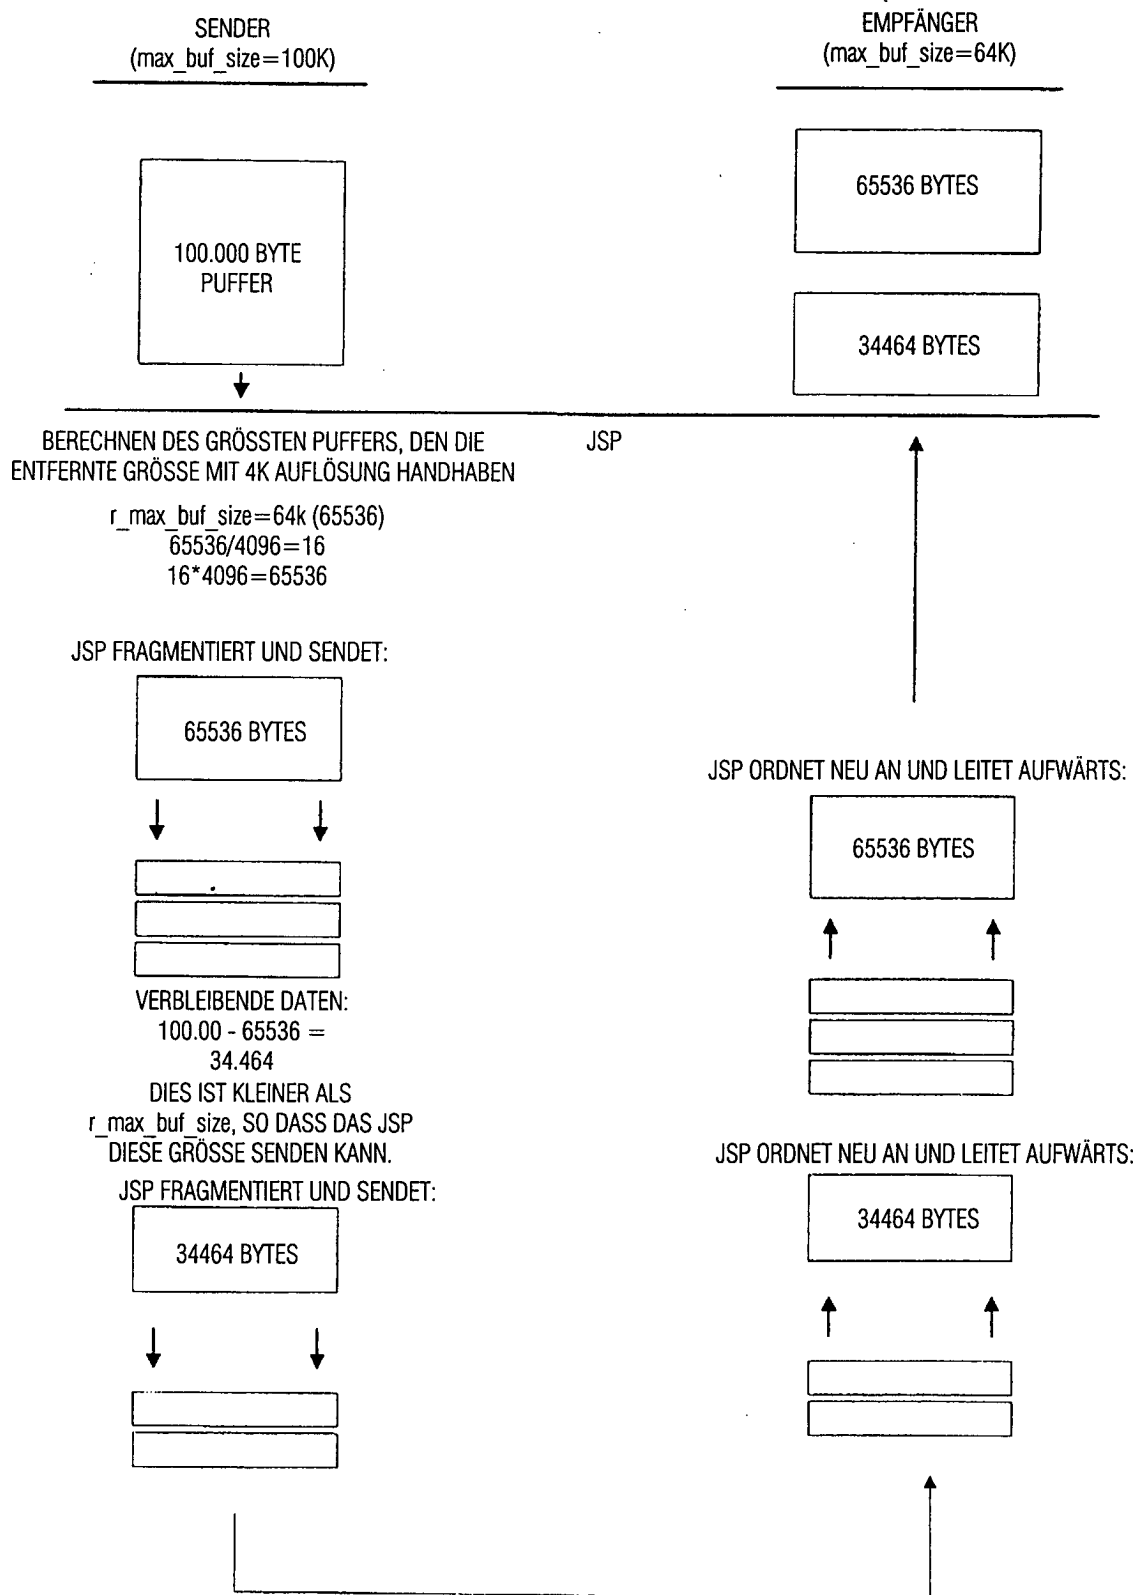 SENDER
(max_buf_size=100K)
EMPFÄNGER
(max_buf_size=64K)
100.000 BYTE
PUFFER
65536 BYTES
34464 BYTES
BERECHNEN DES GRÖSSTEN PUFFERS, DEN DIE
ENTFERNTE GRÖSSE MIT 4K AUFLÖSUNG HANDHABEN
JSP
r_max_buf_size=64k (65536)
65536/4096=16
16*4096=65536
JSP FRAGMENTIERT UND SENDET:
65536 BYTES
VERBLEIBENDE DATEN:
100.00 - 65536 =
34.464
DIES IST KLEINER ALS
r_max_buf_size, SO DASS DAS JSP
DIESE GRÖSSE SENDEN KANN.
JSP FRAGMENTIERT UND SENDET:
34464 BYTES
JSP ORDNET NEU AN UND LEITET AUFWÄRTS:
65536 BYTES
JSP ORDNET NEU AN UND LEITET AUFWÄRTS:
34464 BYTES